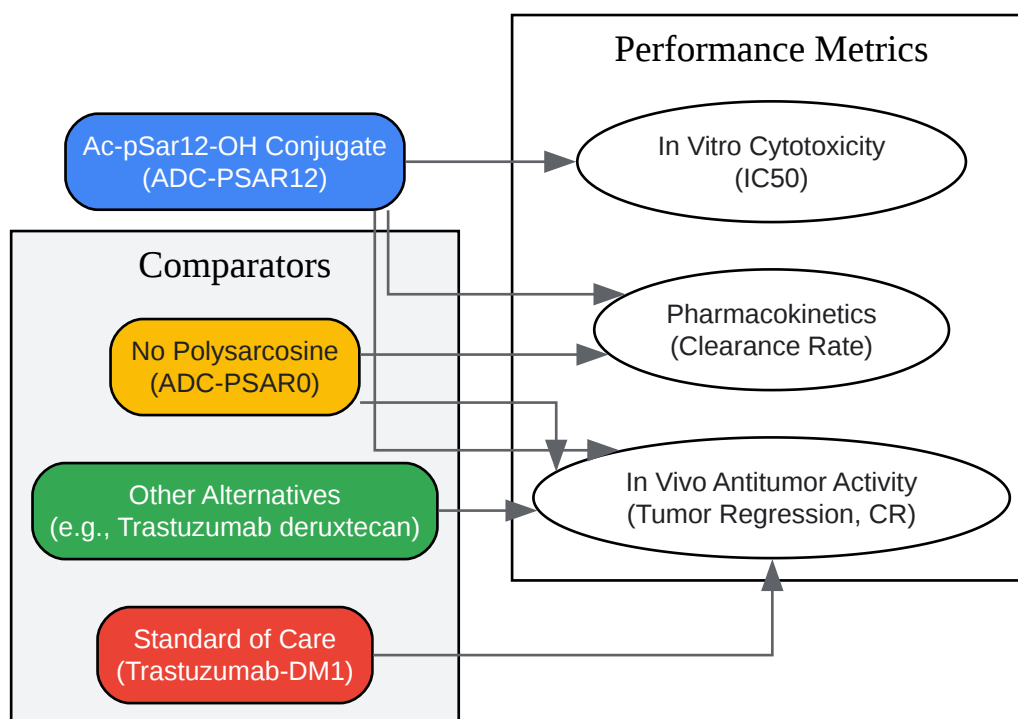 Performance Metrics
Ac-pSar12-OH Conjugate
(ADC-PSAR12)
In Vitro Cytotoxicity
(IC50)
Comparators
No Polysarcosine
(ADC-PSAR0)
Pharmacokinetics
(Clearance Rate)
Other Alternatives
(e.g., Trastuzumab deruxtecan)
In Vivo Antitumor Activity
(Tumor Regression, CR)
Standard of Care
(Trastuzumab-DM1)